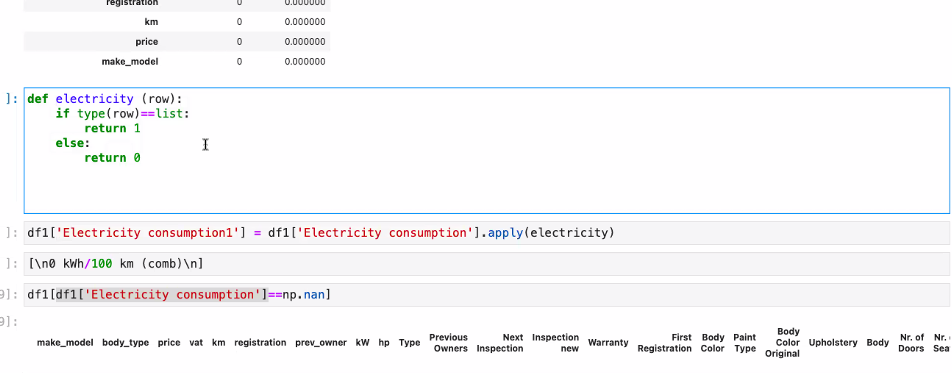 registration 0 0.000000
km 0 0.000000
price 0 0.000000
make_model 0 0.000000
]: def electricity (row):
if type(row)==list:
return 1
else:
return 0
]: df1['Electricity consumption1'] = df1['Electricity consumption'].apply(electricity)
]: [\n0 kWh/100 km (comb)\n]
9]: df1[df1['Electricity consumption']==np.nan]
9]:
make_model body_type price vat km registration prev_owner kW hp Type Previous Owners Next Inspection Inspection new Warranty First Registration Body Color Paint Type Body Color Original Upholstery Body Nr. of Doors Nr. Sea